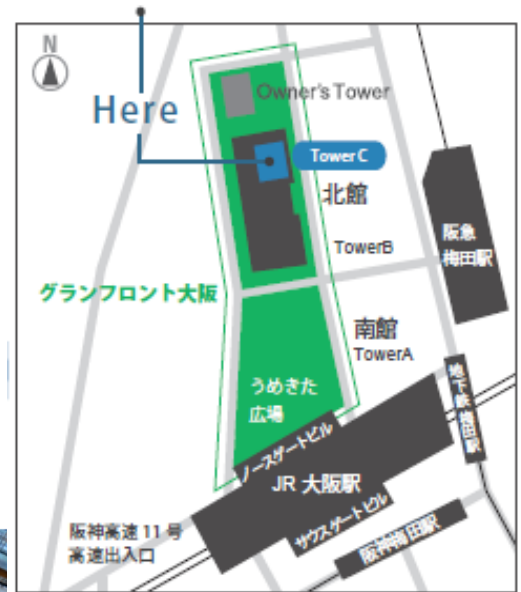 N
Owner's Tower
Here
Tower C
北館
阪急
梅田駅
TowerB
グランフロント大阪
南館
TowerA
うめきた
広場
地下鉄 梅田駅
ノースゲートビル
JR 大阪駅
サウスゲートビル
阪神高速 11 号
高速出入口
阪神梅田駅